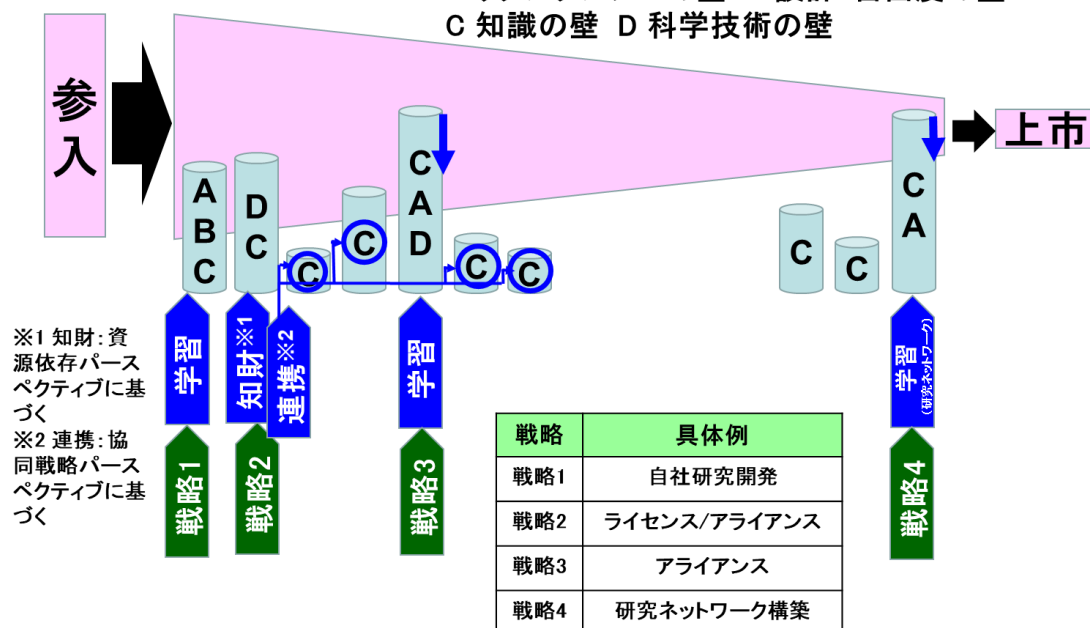 C 知識の壁 D 科学技術の壁
参入
上市
A
B
C
D
C
C
C
C
A
D
C
C
C
C
C
A
学習
知財※1
連携※2
学習
学習
(研究ネットワーク)
戦略1
戦略2
戦略3
戦略4
※1 知財:資
源依存パース
ペクティブに基
づく
※2 連携:協
同戦略パース
ペクティブに基
づく
戦略 具体例
戦略1 自社研究開発
戦略2 ライセンス/アライアンス
戦略3 アライアンス
戦略4 研究ネットワーク構築